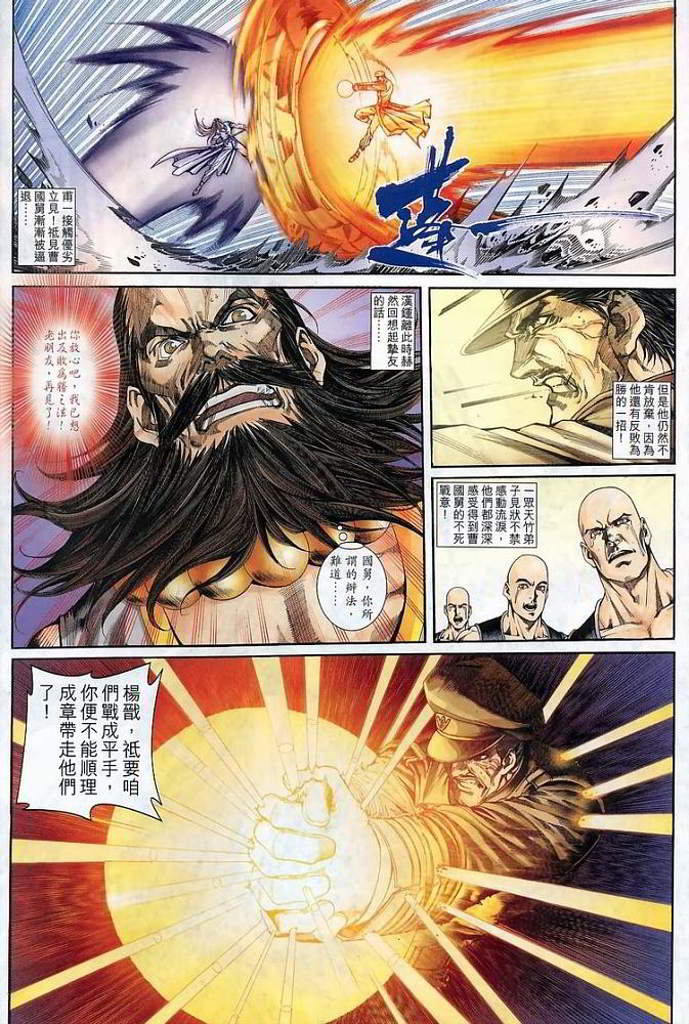 甫一接觸優劣
立見！祗見曹
國舅漸漸被逼
退……
漢鍾離此時赫
然回想起摯友
的話……
你放心吧，我已想
出反敗為勝之法！
老朋友，再見了！
國舅，你所
謂的辦法，
難道……
但是他仍然不
肯放棄，因為
他還有反敗為
勝的一招！
一眾天竹弟
子見狀不禁
感動流淚，
他們都深深
感受得到曹
國舅的不死
戰意！
楊戩，祗要咱
們戰成平手，
你便不能順理
成章帶走他們
了！